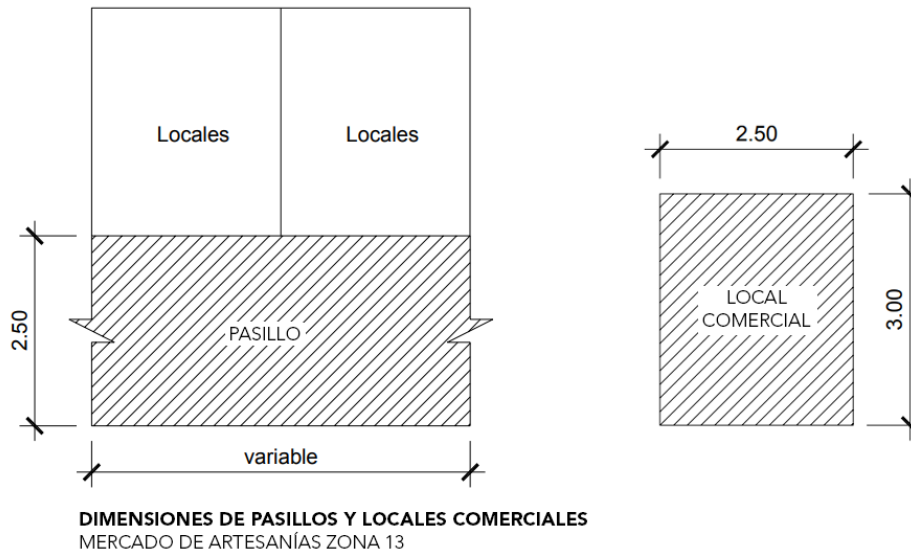 Locales
Locales
2.50
PASILLO
variable
2.50
LOCAL
COMERCIAL
3.00
DIMENSIONES DE PASILLOS Y LOCALES COMERCIALES
MERCADO DE ARTESANÍAS ZONA 13